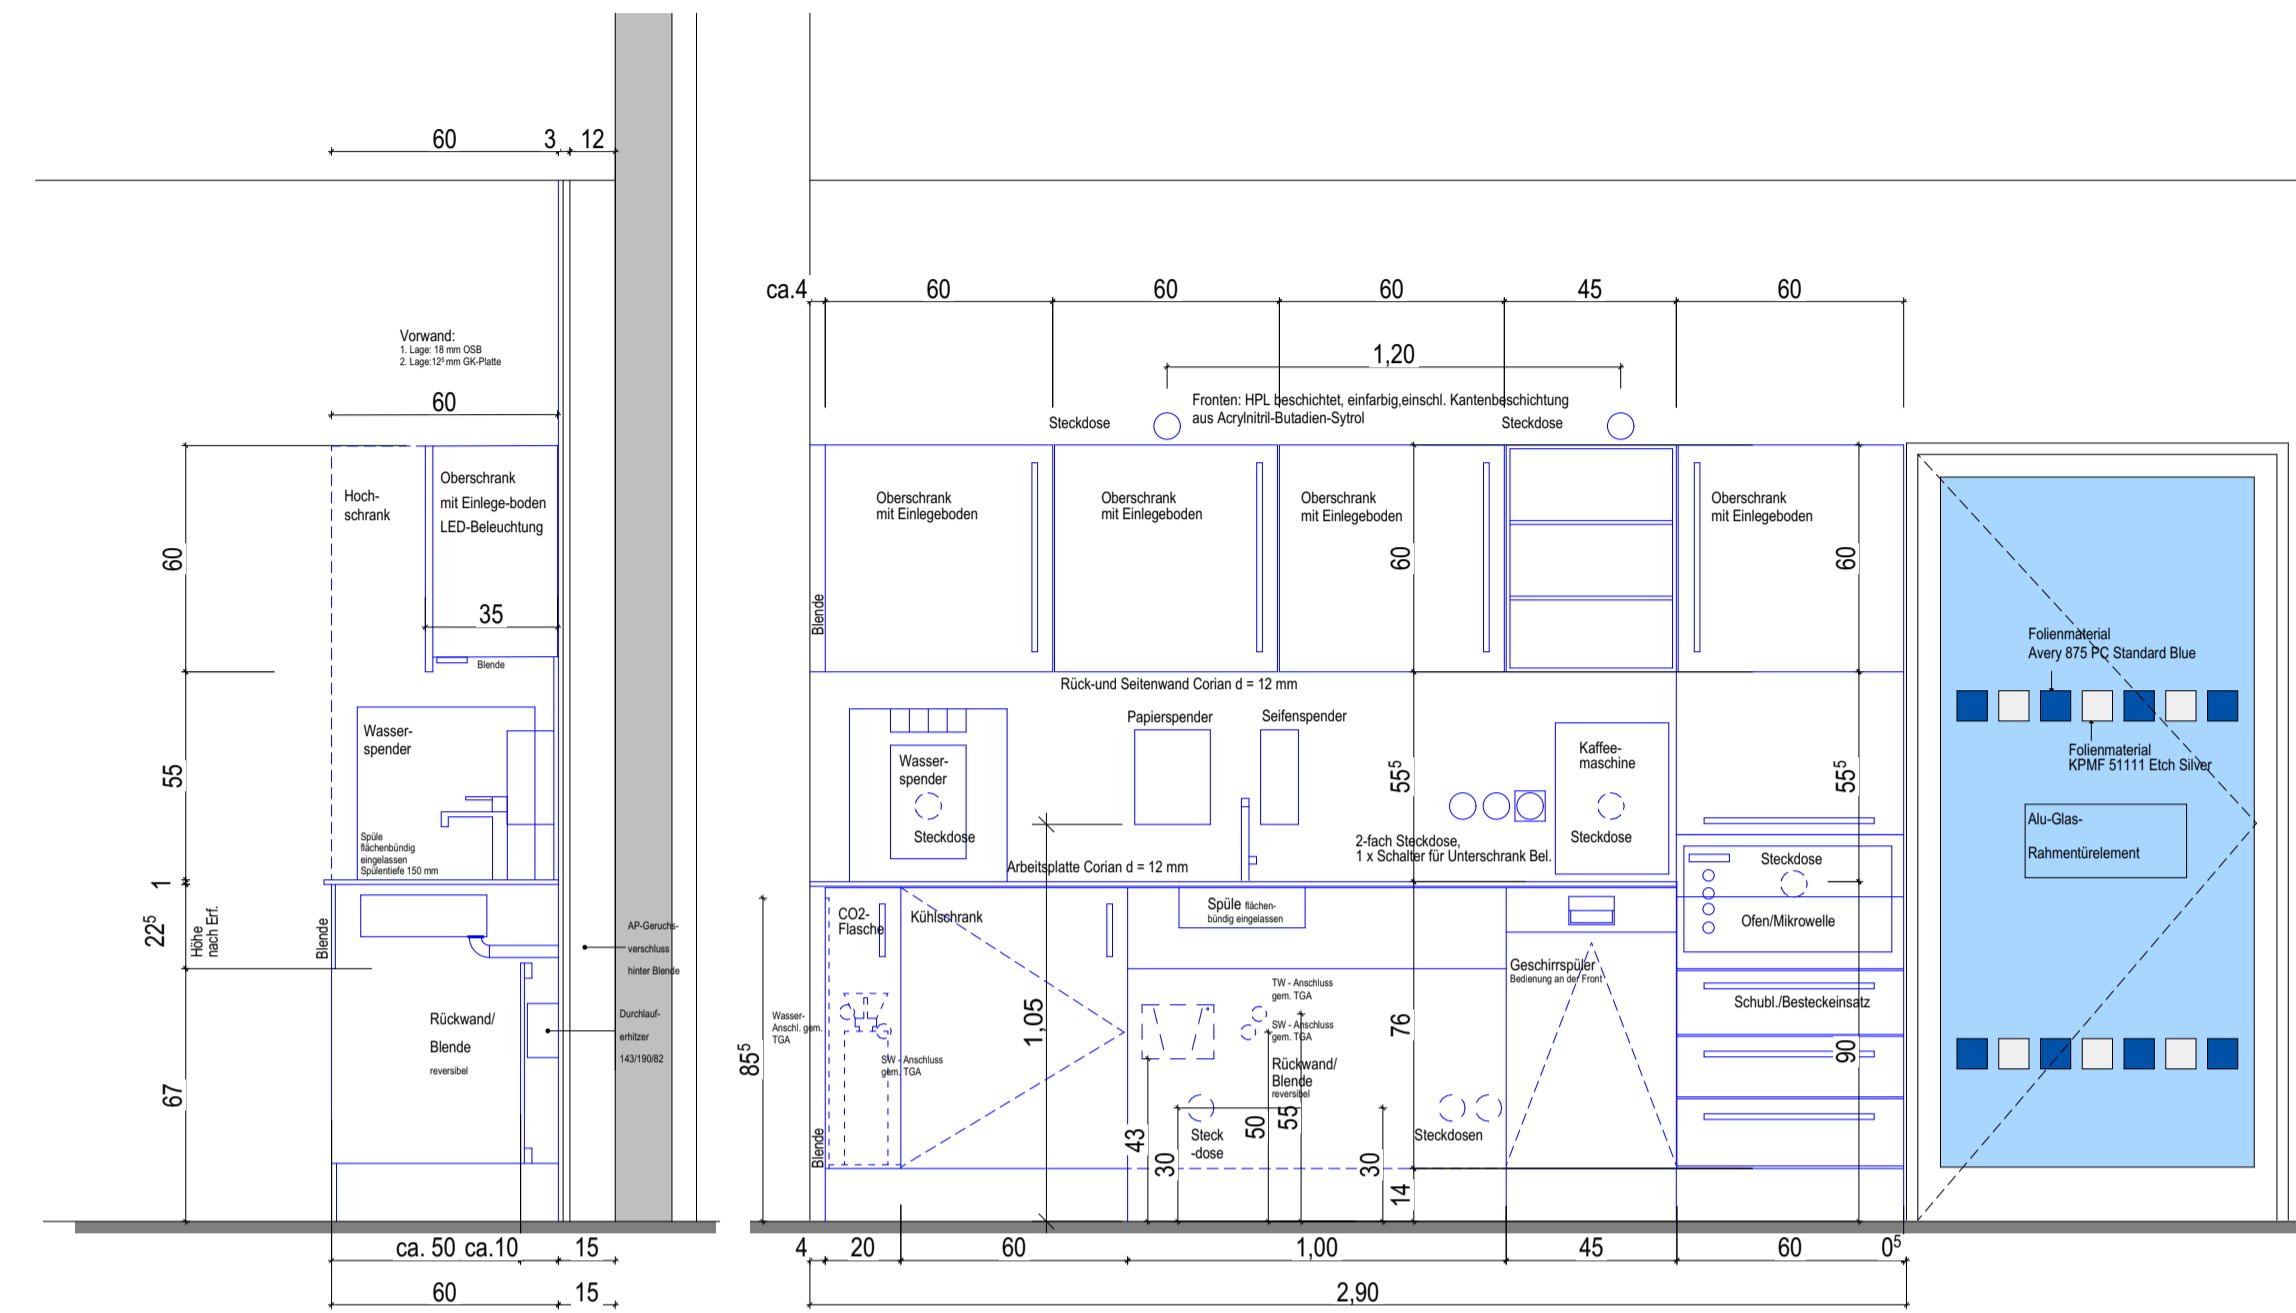 60 3 12
ca.4 60 60 60 45 60
Vorwand:
1. Lage: 18 mm OSB
2. Lage:12⁵ mm GK-Platte
60
1,20
Fronten: HPL beschichtet, einfarbig,einschl. Kantenbeschichtung
aus Acrylnitril-Butadien-Sytrol
Steckdose
Steckdose
Hoch-
schrank
Oberschrank
mit Einlege-boden
LED-Beleuchtung
60
35
Blende
Oberschrank
mit Einlegeboden
Oberschrank
mit Einlegeboden
Oberschrank
mit Einlegeboden
Oberschrank
mit Einlegeboden
60
60
Blende
Rück-und Seitenwand Corian d = 12 mm
Wasser-
spender
55
Wasser-
spender
Steckdose
Papierspender
Seifenspender
Kaffee-
maschine
Steckdose
55⁵
55⁵
2-fach Steckdose,
1 x Schalter für Unterschrank Bel.
Arbeitsplatte Corian d = 12 mm
Spüle
flächenbündig
eingelassen
Spülentiefe 150 mm
1
22⁵
Höhe
nach Erf.
Blende
AP-Geruchs-
verschluss
hinter Blende
Durchlauf-
erhitzer
143/190/82
Rückwand/
Blende
reversibel
67
85⁵
Wasser-
Anschl. gem.
TGA
CO2-
Flasche
Kühlschrank
SW - Anschluss
gem. TGA
Blende
1,05
Spüle flächen-
bündig eingelassen
TW - Anschluss
gem. TGA
SW - Anschluss
gem. TGA
Rückwand/
Blende
reversibel
43
30
Steck
-dose
50
55
30
Steckdosen
76
14
Geschirrspüler
Bedienung an der Front
Steckdose
Ofen/Mikrowelle
Schubl./Besteckeinsatz
90
Folienmaterial
Avery 875 PC Standard Blue
Folienmaterial
KPMF 51111 Etch Silver
Alu-Glas-
Rahmentürelement
ca. 50 ca.10 15
60 15
4 20 60 1,00 45 60 0⁵
2,90